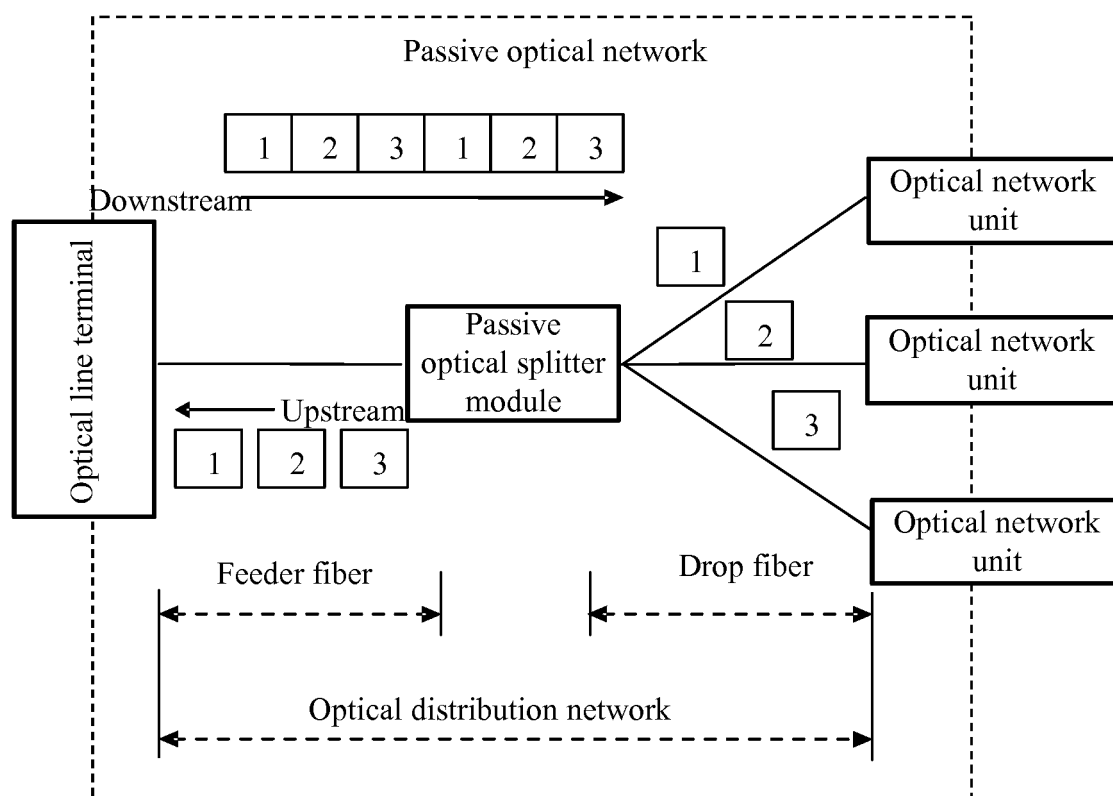 Passive optical network
1 2 3 1 2 3
Downstream
Optical line terminal
Passive
optical splitter
module
Upstream
1 2 3
1
2
3
Optical network
unit
Optical network
unit
Optical network
unit
Feeder fiber
Drop fiber
Optical distribution network